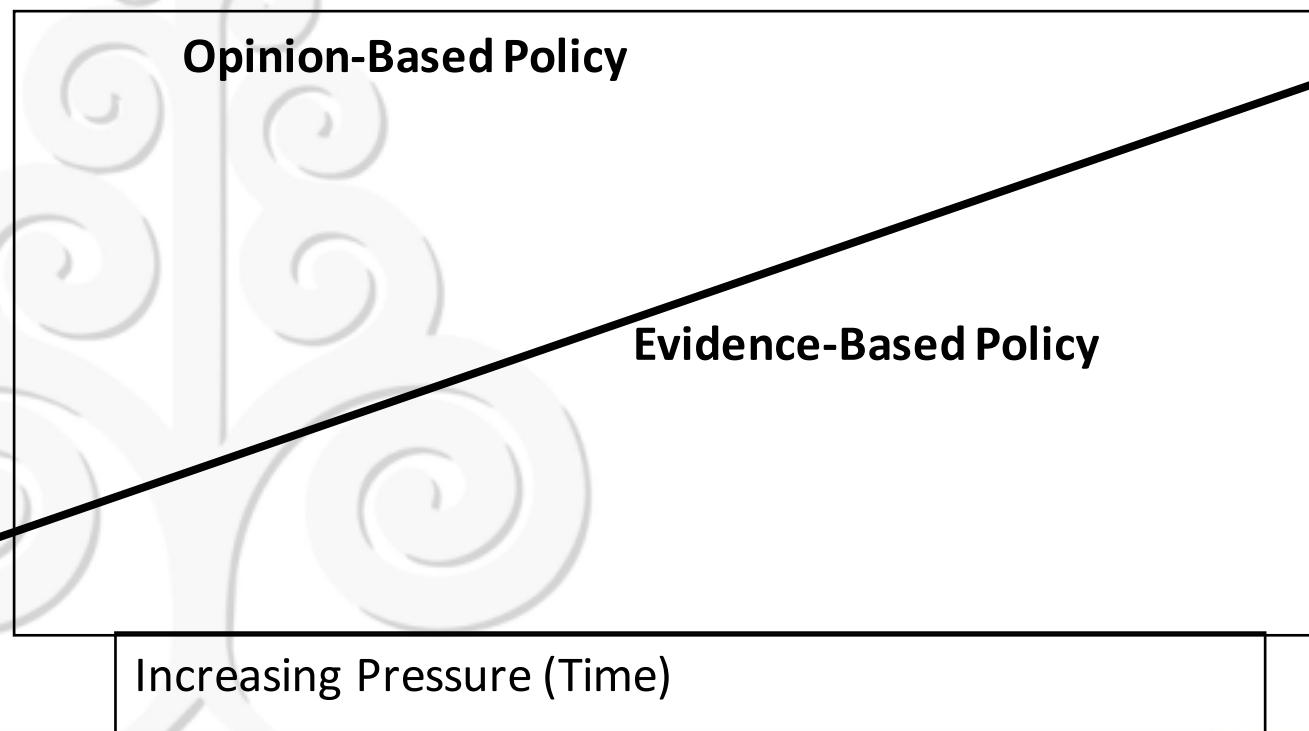 Opinion-Based Policy
Evidence-Based Policy
Increasing Pressure (Time)